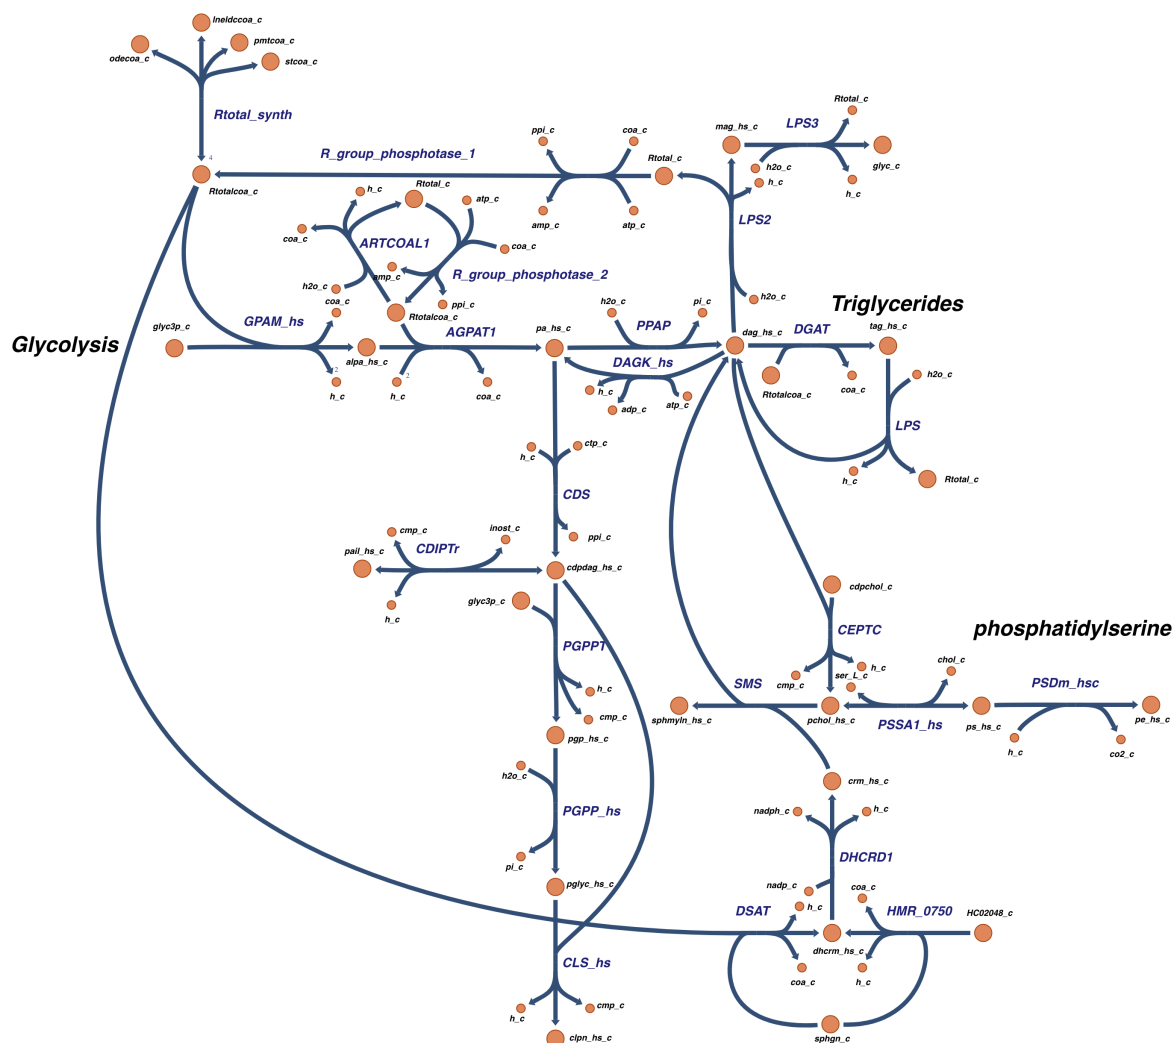 lneldccoa_c
odecoa_c
pmtcoa_c
stcoa_c
Rtotal_synth
4
Rtotalcoa_c
R_group_phosphotase_1
ppi_c
coa_c
Rtotal_c
amp_c
atp_c
mag_hs_c
LPS3
Rtotal_c
glyc_c
h2o_c
h_c
h_c
LPS2
h2o_c
h_c
Rtotal_c
atp_c
coa_c
ARTCOAL1
coa_c
amp_c
R_group_phosphotase_2
h2o_c
ppi_c
Rtotalcoa_c
Glycolysis
glyc3p_c
GPAM_hs
coa_c
2
h_c
alpa_hs_c
AGPAT1
2
h_c
coa_c
pa_hs_c
h2o_c
PPAP
pi_c
DAGK_hs
h_c
adp_c
atp_c
Triglycerides
dag_hs_c
DGAT
tag_hs_c
Rtotalcoa_c
coa_c
h2o_c
LPS
h_c
Rtotal_c
h_c
ctp_c
CDS
ppi_c
cmp_c
CDIPTr
inost_c
pail_hs_c
h_c
cdpdag_hs_c
glyc3p_c
PGPPT
h_c
cmp_c
pgp_hs_c
h2o_c
PGPP_hs
pi_c
pglyc_hs_c
CLS_hs
h_c
cmp_c
clpn_hs_c
cdpchol_c
CEPTC
cmp_c
h_c
ser_L_c
phosphatidylserine
chol_c
SMS
sphmyln_hs_c
pchol_hs_c
PSSA1_hs
ps_hs_c
PSDm_hsc
h_c
co2_c
pe_hs_c
crm_hs_c
nadph_c
h_c
DHCRD1
nadp_c
h_c
coa_c
DSAT
HMR_0750
HC02048_c
dhcrm_hs_c
coa_c
h_c
sphgn_c